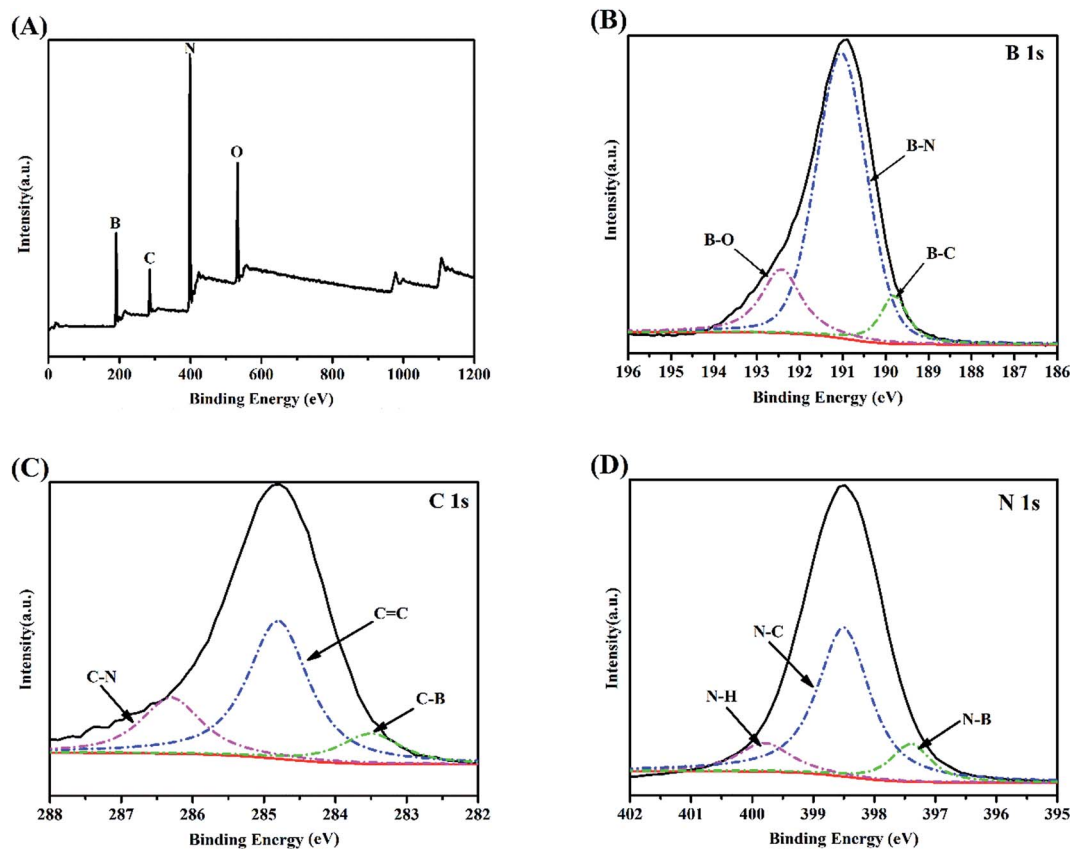 (A)
N
O
B
C
Intensity(a.u.)
0 200 400 600 800 1000 1200
Binding Energy (eV)
(B)
B 1s
B-N
B-O
B-C
Intensity(a.u.)
196 195 194 193 192 191 190 189 188 187 186
Binding Energy (eV)
(C)
C 1s
C=C
C-N
C-B
Intensity(a.u.)
288 287 286 285 284 283 282
Binding Energy (eV)
(D)
N 1s
N-C
N-H
N-B
Intensity(a.u.)
402 401 400 399 398 397 396 395
Binding Energy (eV)